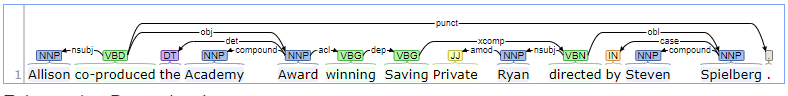 punct
obj xcomp obl
det case
NNP nsubj VBD DT NNP compound NNP acl VBG dep VBG JJ amod NNP nsubj VBN IN NNP compound NNP .
1 Allison co-produced the Academy Award winning Saving Private Ryan directed by Steven Spielberg .